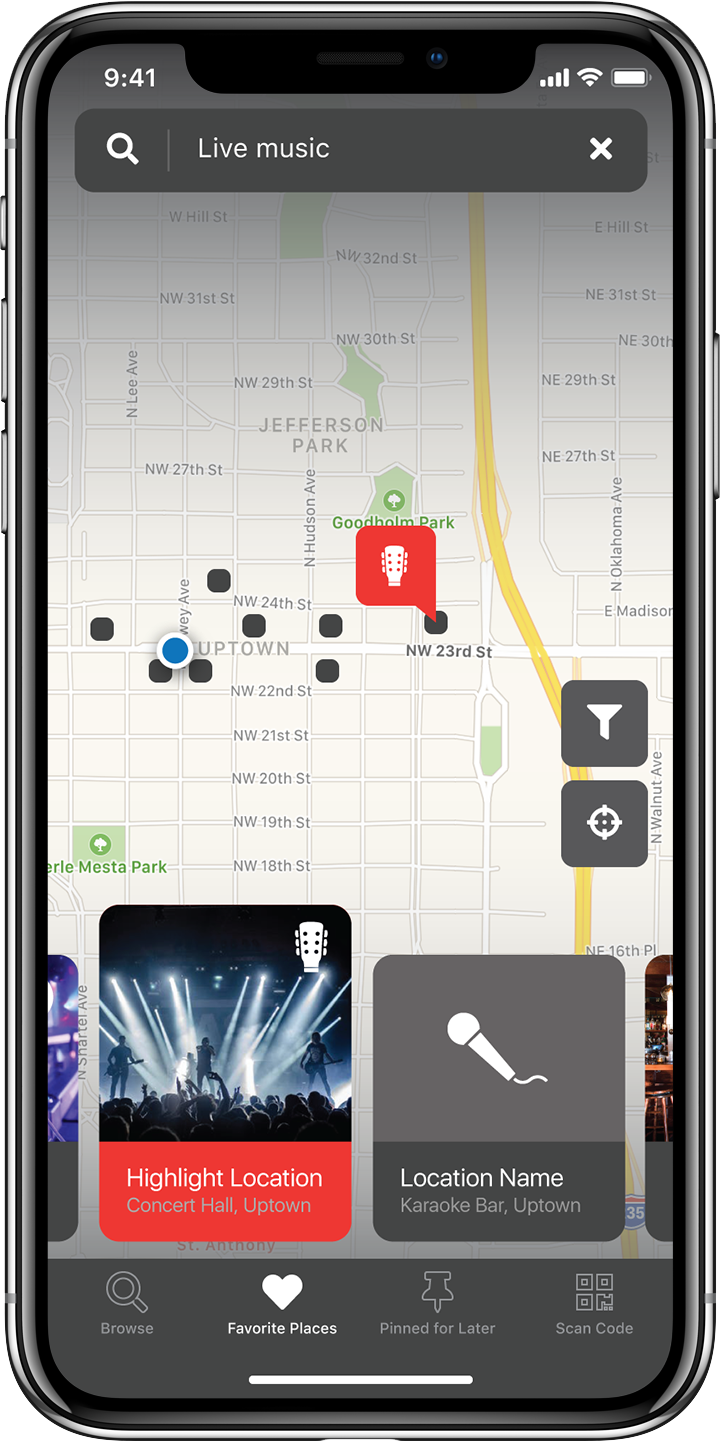 9:41
Live music
W Hill St
E Hill St
NW 32nd St
NW 31st St
NE 31st St
NW 30th St
NE 30th
N Lee Ave
NW 29th St
NE 29th St
JEFFERSON
PARK
NW 27th St
NE 27th St
N Hudson Ave
N Oklahoma Ave
Goodholm Park
wey Ave
NW 24th St
E Madison
UPTOWN
NW 23rd St
NW 22nd St
NW 21st St
NW 20th St
N Walnut Ave
NW 19th St
erle Mesta Park
NW 18th St
NE 16th Pl
N Shartel Ave
Highlight Location
Concert Hall, Uptown
Location Name
Karaoke Bar, Uptown
35
St. Anthony
Browse
Favorite Places
Pinned for Later
Scan Code